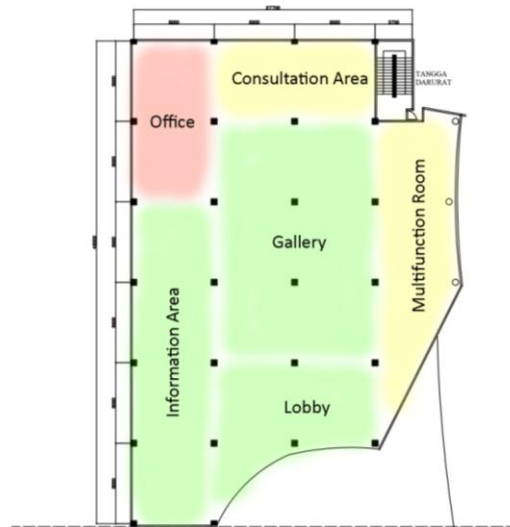 Consultation Area
TANGGA
DARURAT
Office
Multifunction Room
Gallery
Information Area
Lobby